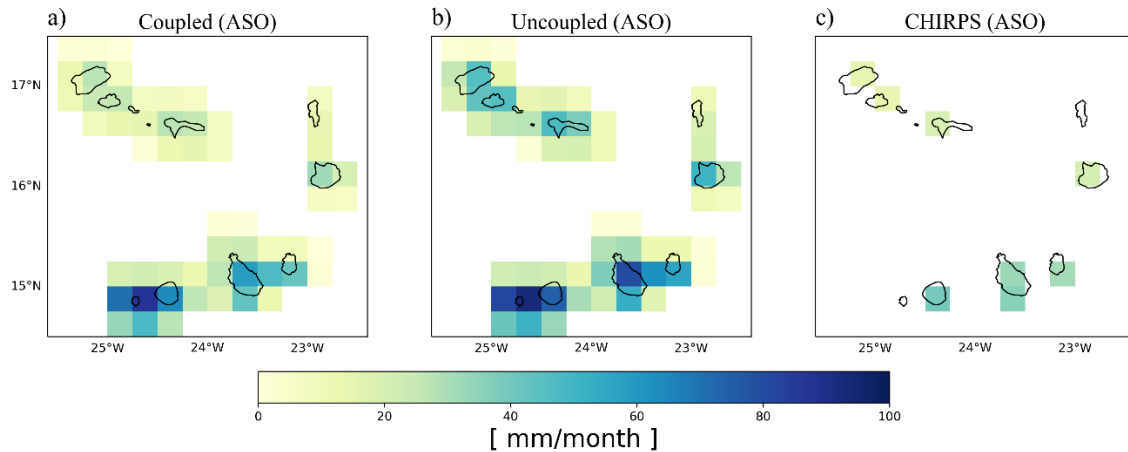 a) Coupled (ASO)
b) Uncoupled (ASO)
c) CHIRPS (ASO)
17°N
16°N
15°N
25°W 24°W 23°W
25°W 24°W 23°W
25°W 24°W 23°W
0 20 40 60 80 100
[ mm/month ]